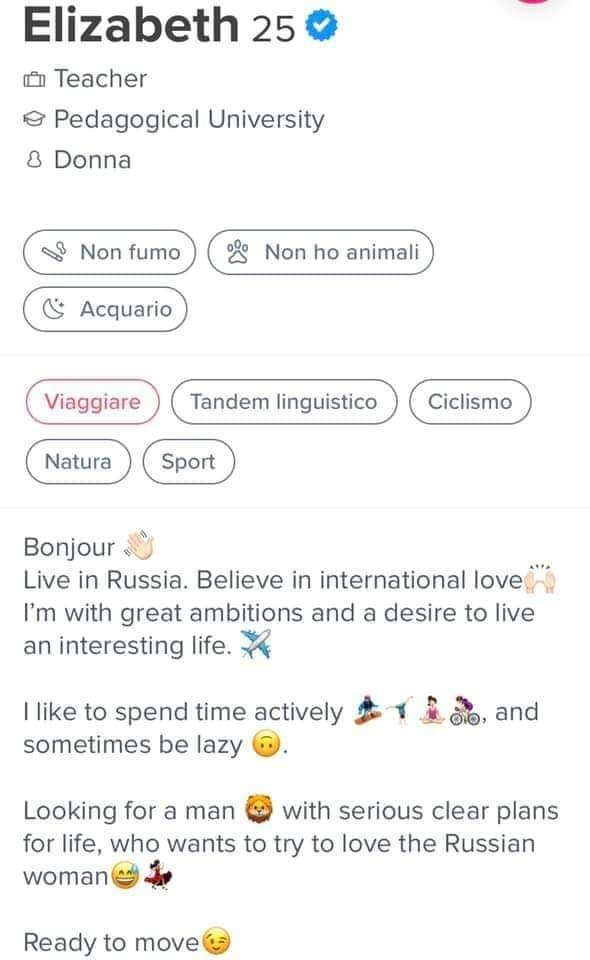 Elizabeth 25
Teacher
Pedagogical University
Donna
Non fumo Non ho animali
Acquario
Viaggiare Tandem linguistico Ciclismo
Natura Sport
Bonjour 👋🏻
Live in Russia. Believe in international love🙌🏻
I'm with great ambitions and a desire to live
an interesting life. ✈️
I like to spend time actively 🏂🤸🧘🏻‍♀️🚴, and
sometimes be lazy 🙃.
Looking for a man 🦁 with serious clear plans
for life, who wants to try to love the Russian
woman😅💃🏻
Ready to move😉